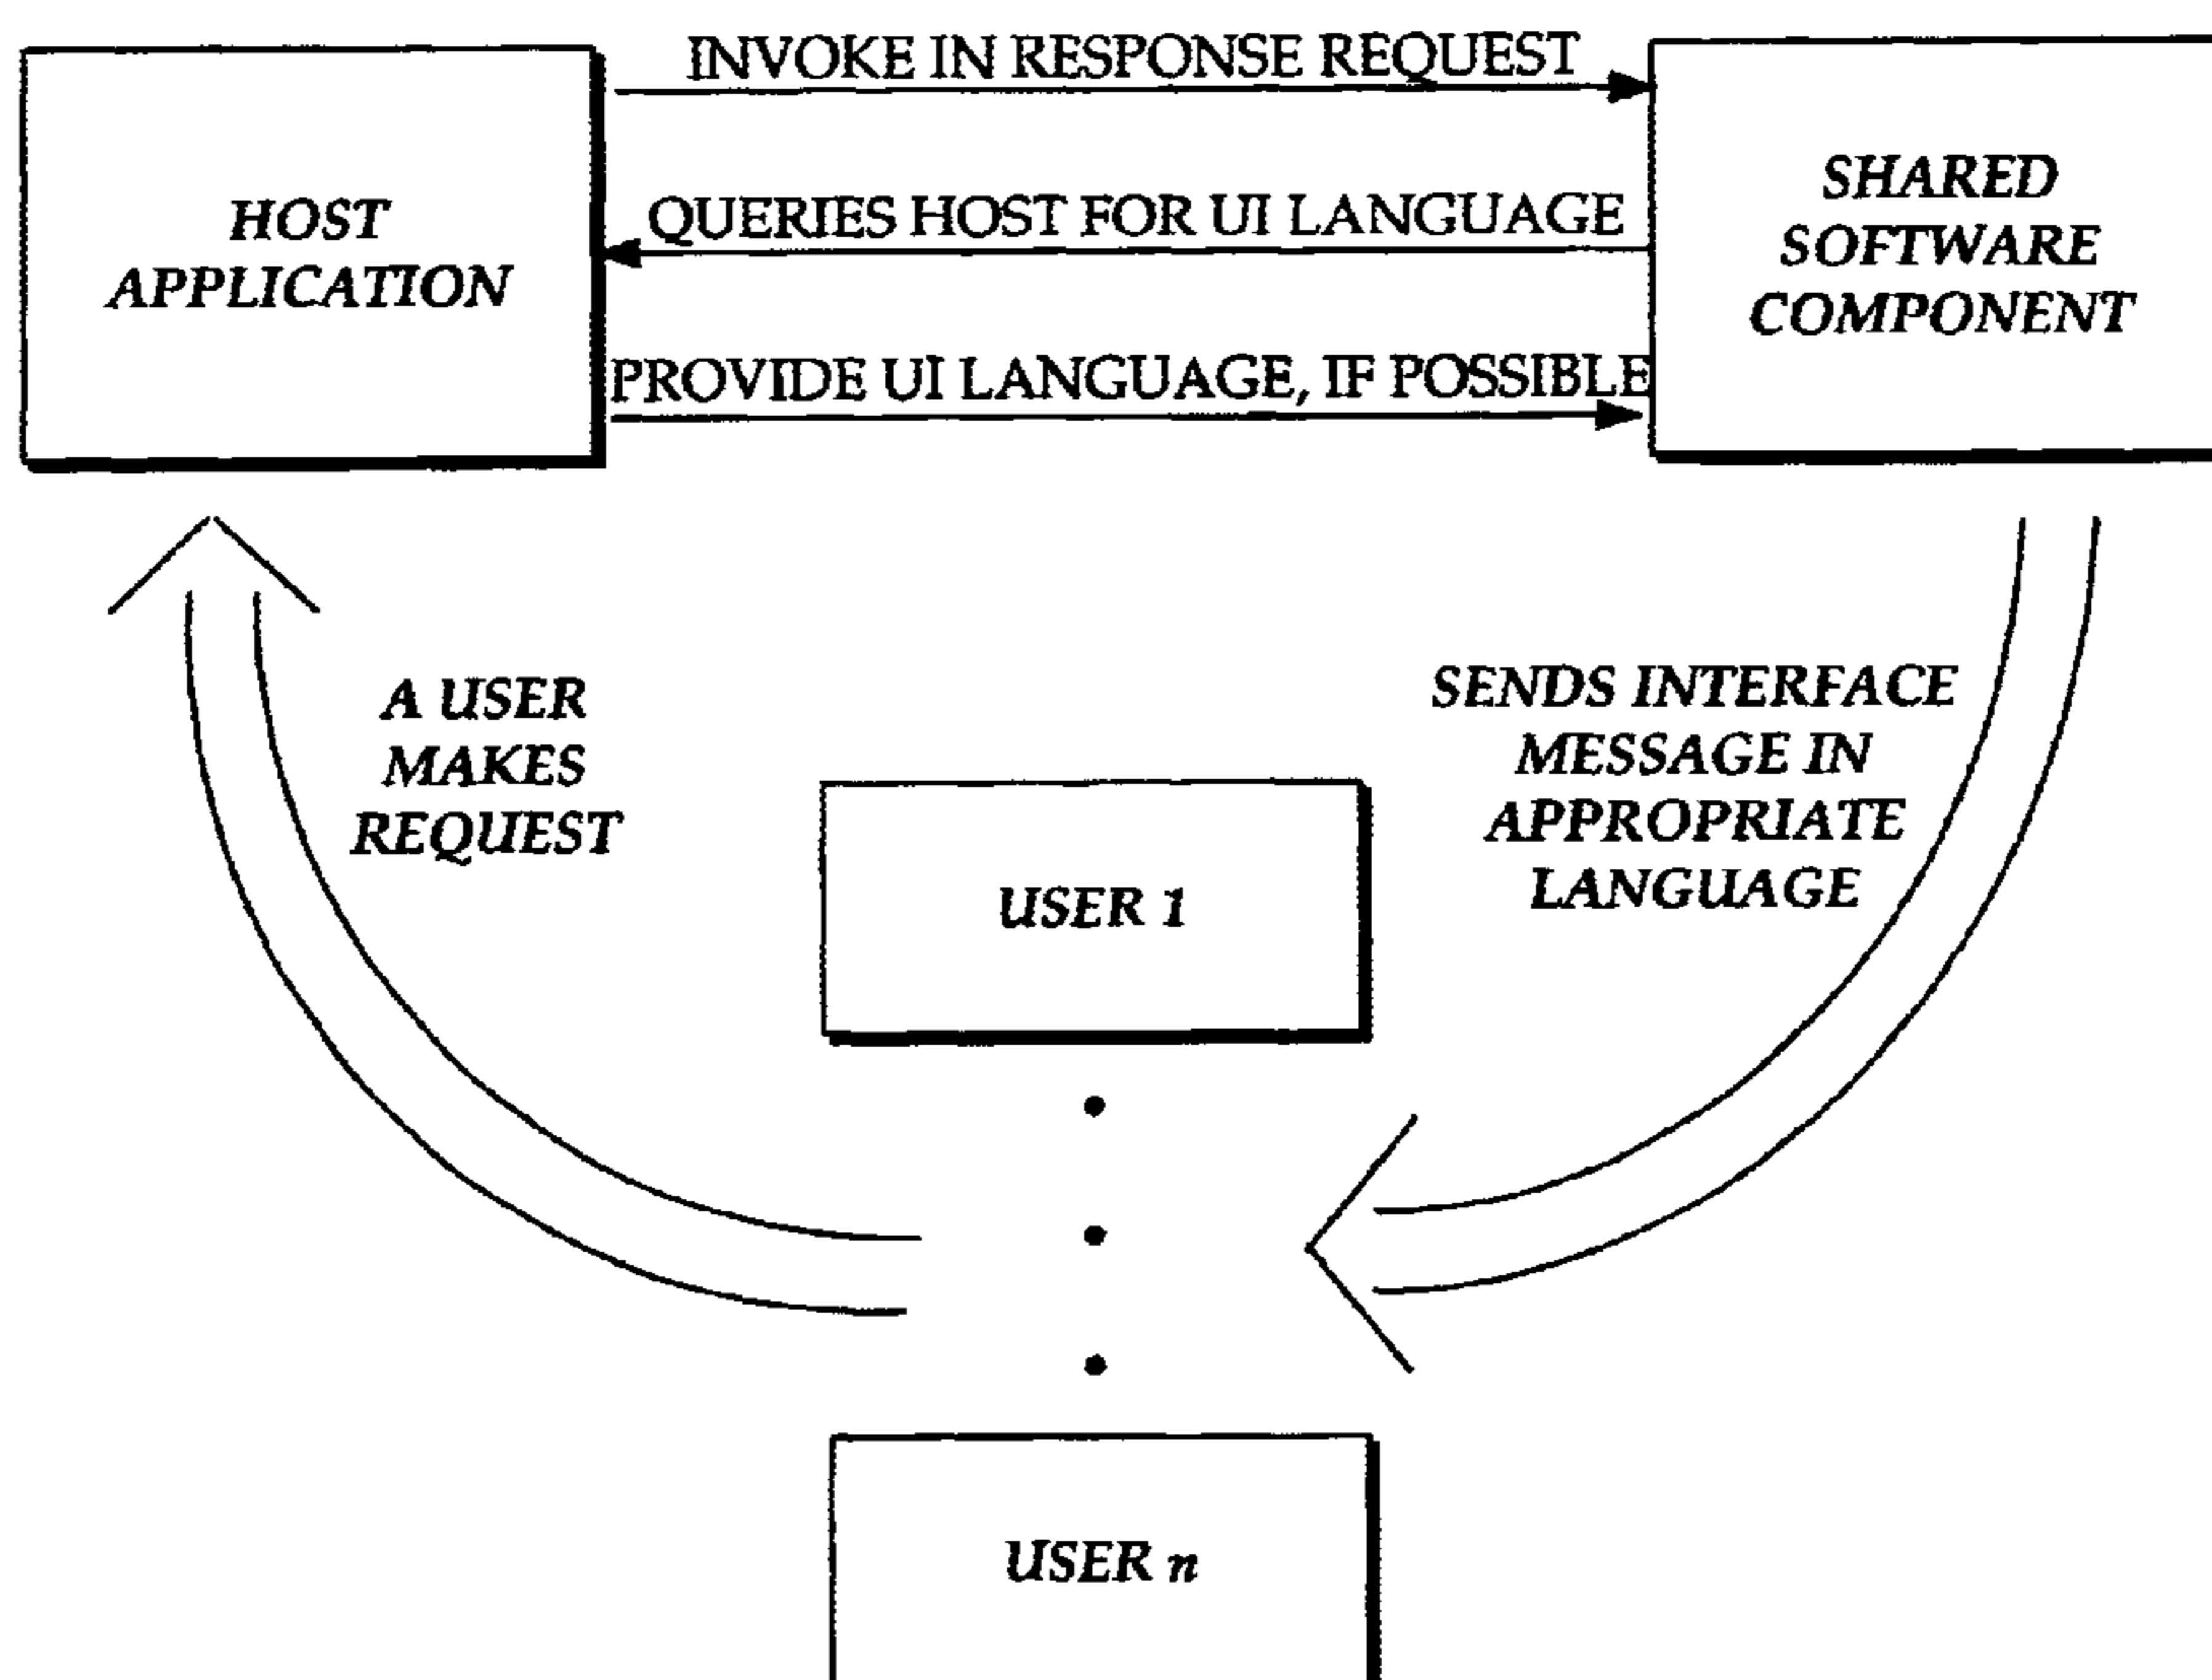 INVOKE IN RESPONSE REQUEST
HOST
APPLICATION
QUERIES HOST FOR UI LANGUAGE
SHARED
SOFTWARE
COMPONENT
PROVIDE UI LANGUAGE, IF POSSIBLE
A USER
MAKES
REQUEST
SENDS INTERFACE
MESSAGE IN
APPROPRIATE
LANGUAGE
USER 1
USER n